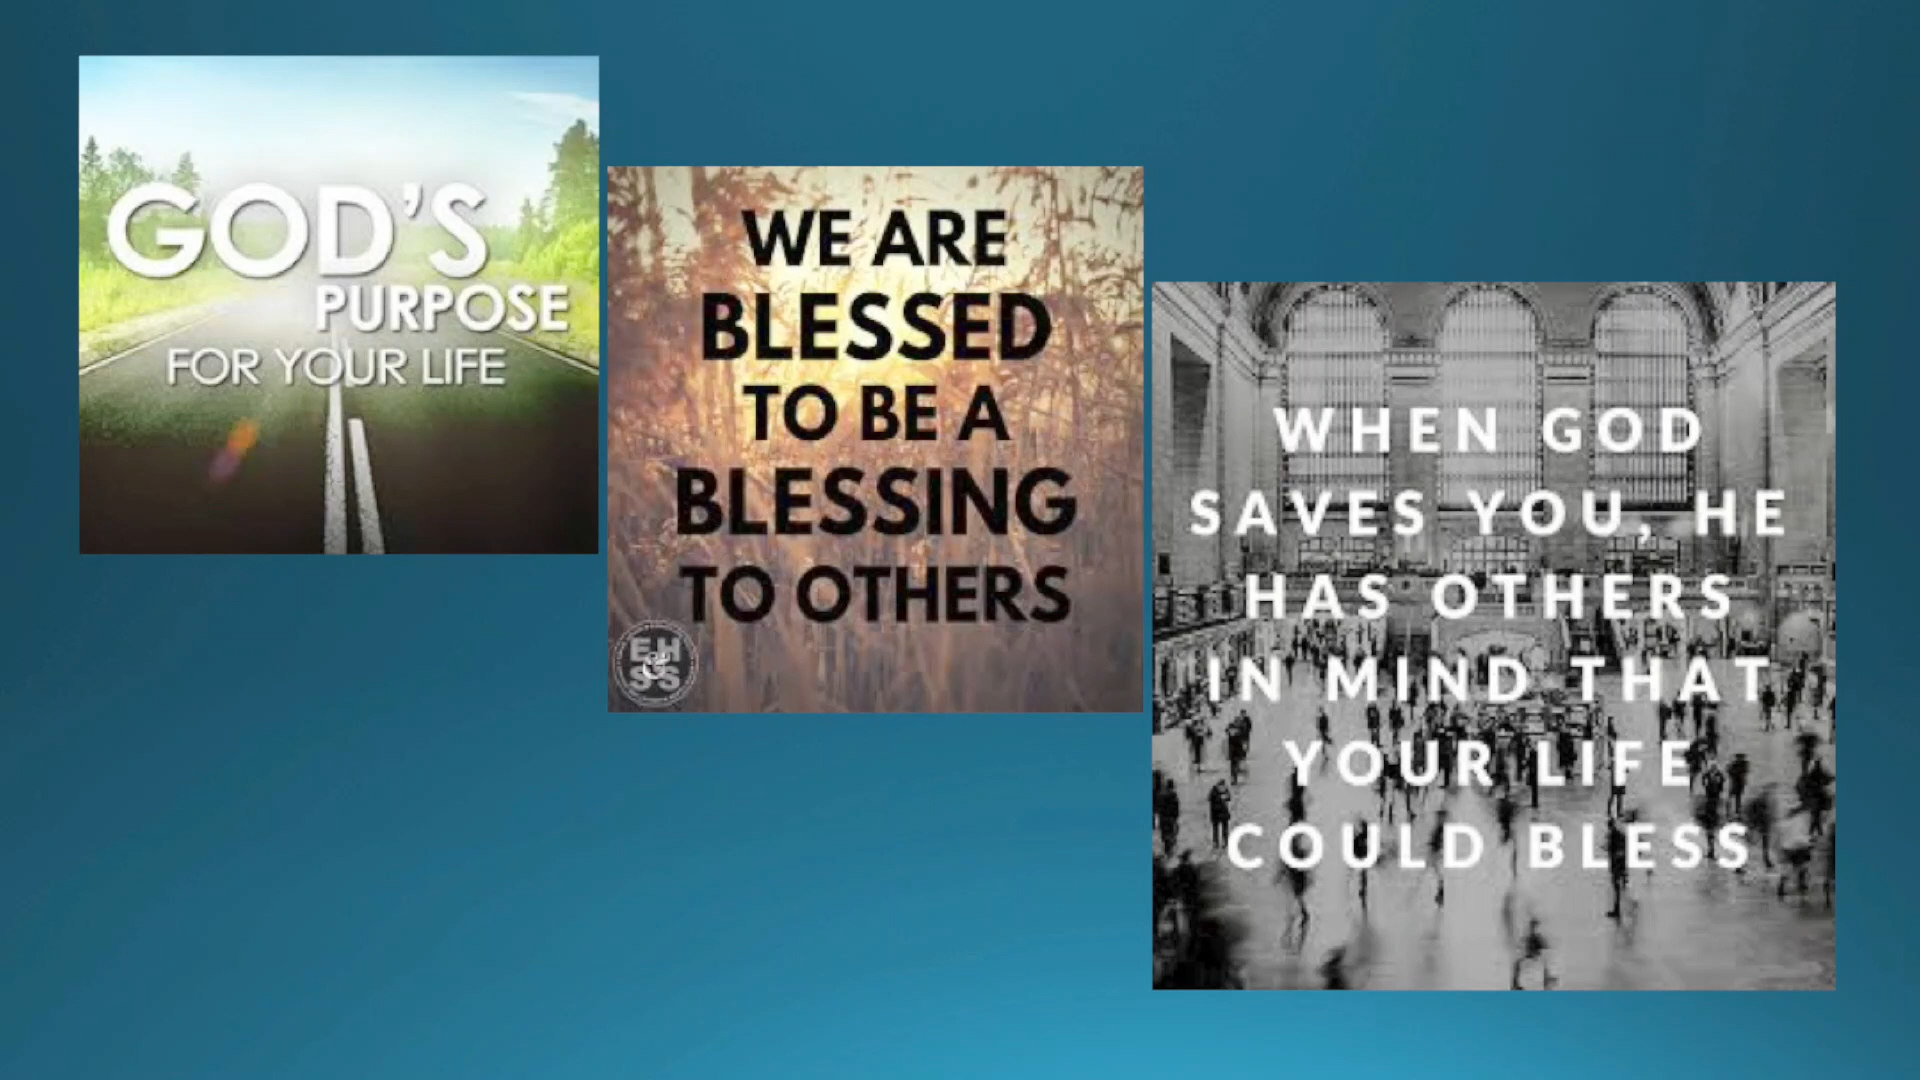 GOD'S
PURPOSE
FOR YOUR LIFE
WE ARE
BLESSED
TO BE A
BLESSING
TO OTHERS
E H
&
S S
WHEN GOD
SAVES YOU, HE
HAS OTHERS
IN MIND THAT
YOUR LIFE
COULD BLESS